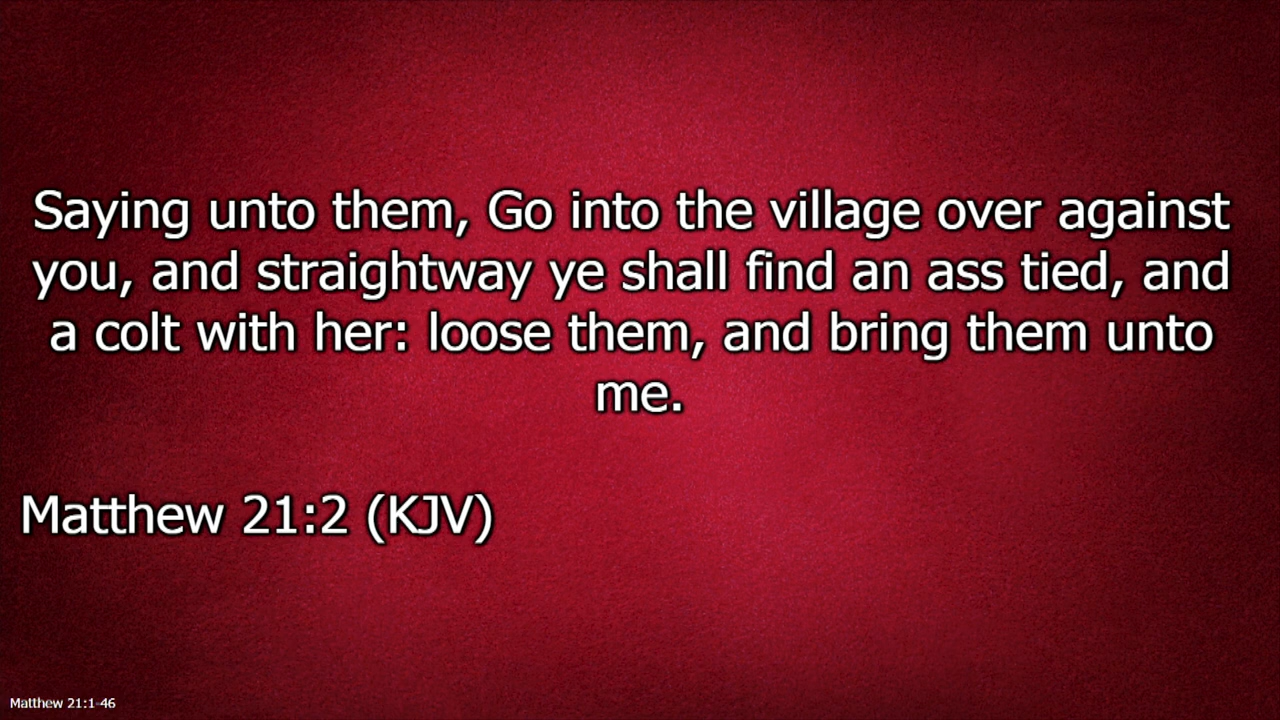 Saying unto them, Go into the village over against
you, and straightway ye shall find an ass tied, and
a colt with her: loose them, and bring them unto
me.
Matthew 21:2 (KJV)
Matthew 21:1-46